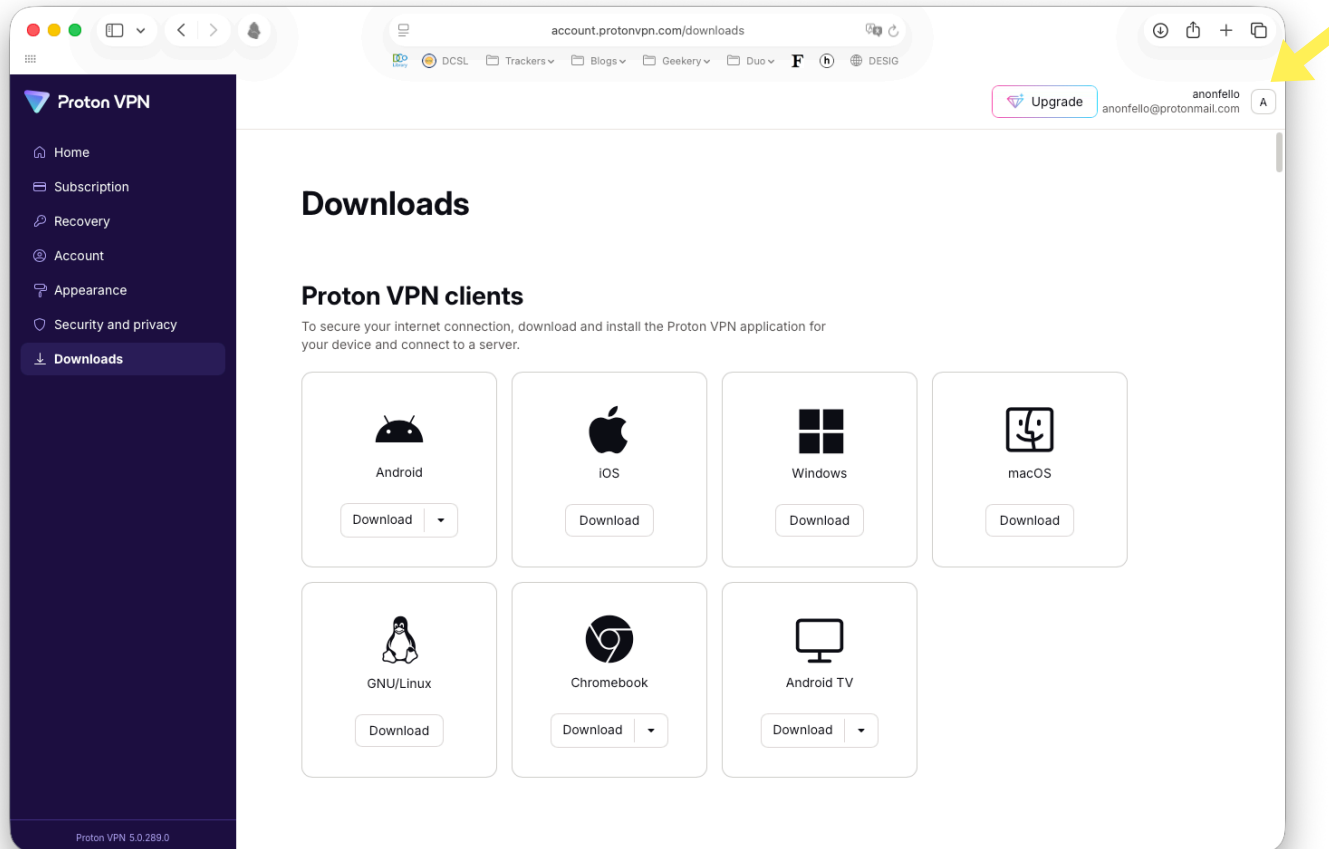 account.protonvpn.com/downloads
DCSL
Trackers
Blogs
Geekery
Duo
F
h
DESIG
Proton VPN
Upgrade
anonfello
anonfello@protonmail.com
A
Home
Subscription
Recovery
Account
Appearance
Security and privacy
Downloads
Proton VPN 5.0.289.0
Downloads
Proton VPN clients
To secure your internet connection, download and install the Proton VPN application for
your device and connect to a server.
Android
Download
iOS
Download
Windows
Download
macOS
Download
GNU/Linux
Download
Chromebook
Download
Android TV
Download